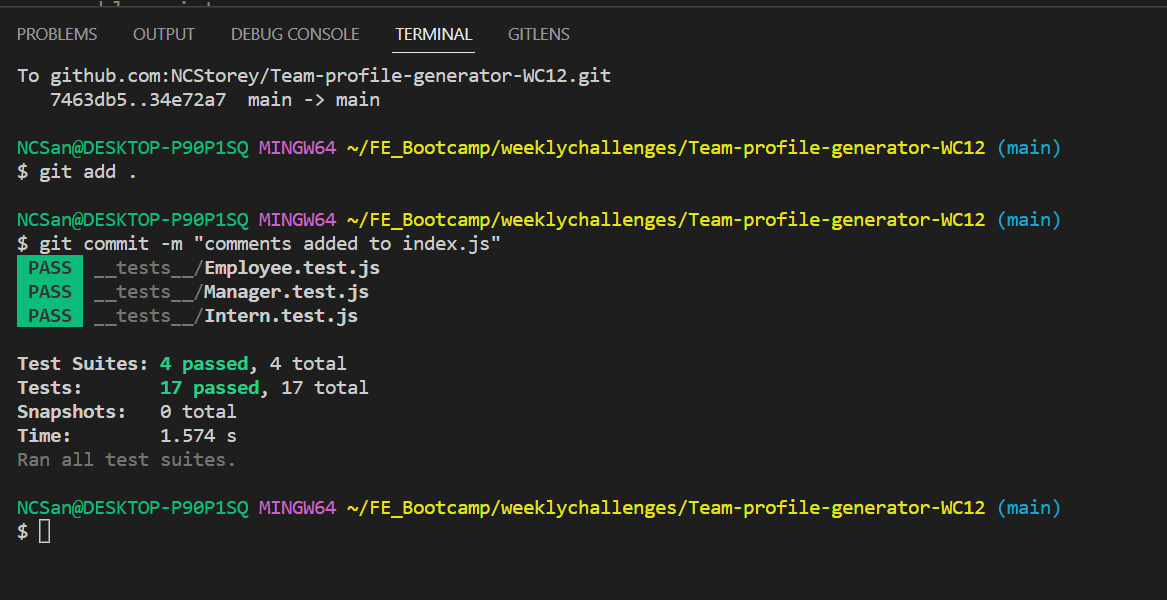 PROBLEMS OUTPUT DEBUG CONSOLE TERMINAL GITLENS
To github.com:NCStorey/Team-profile-generator-WC12.git
   7463db5..34e72a7  main -> main
NCSan@DESKTOP-P90P1SQ MINGW64 ~/FE_Bootcamp/weeklychallenges/Team-profile-generator-WC12 (main)
$ git add .
NCSan@DESKTOP-P90P1SQ MINGW64 ~/FE_Bootcamp/weeklychallenges/Team-profile-generator-WC12 (main)
$ git commit -m "comments added to index.js"
PASS __tests__/Employee.test.js
PASS __tests__/Manager.test.js
PASS __tests__/Intern.test.js
Test Suites: 4 passed, 4 total
Tests:       17 passed, 17 total
Snapshots:   0 total
Time:        1.574 s
Ran all test suites.
NCSan@DESKTOP-P90P1SQ MINGW64 ~/FE_Bootcamp/weeklychallenges/Team-profile-generator-WC12 (main)
$